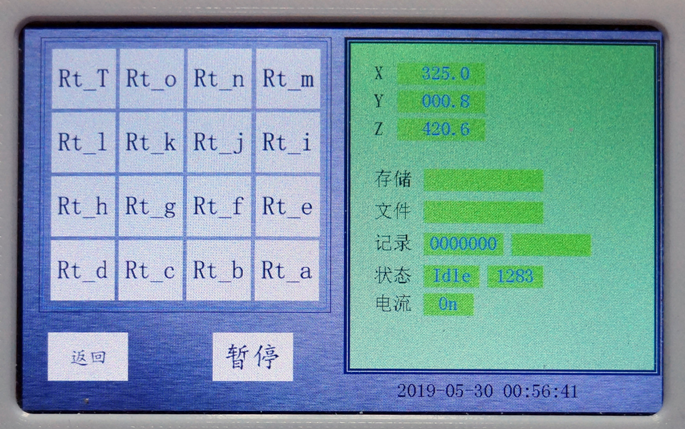 Rt_T Rt_o Rt_n Rt_m
Rt_l Rt_k Rt_j Rt_i
Rt_h Rt_g Rt_f Rt_e
Rt_d Rt_c Rt_b Rt_a
返回 暂停
X 325.0
Y 000.8
Z 420.6
存储
文件
记录 0000000
状态 Idle 1283
电流 On
2019-05-30 00:56:41